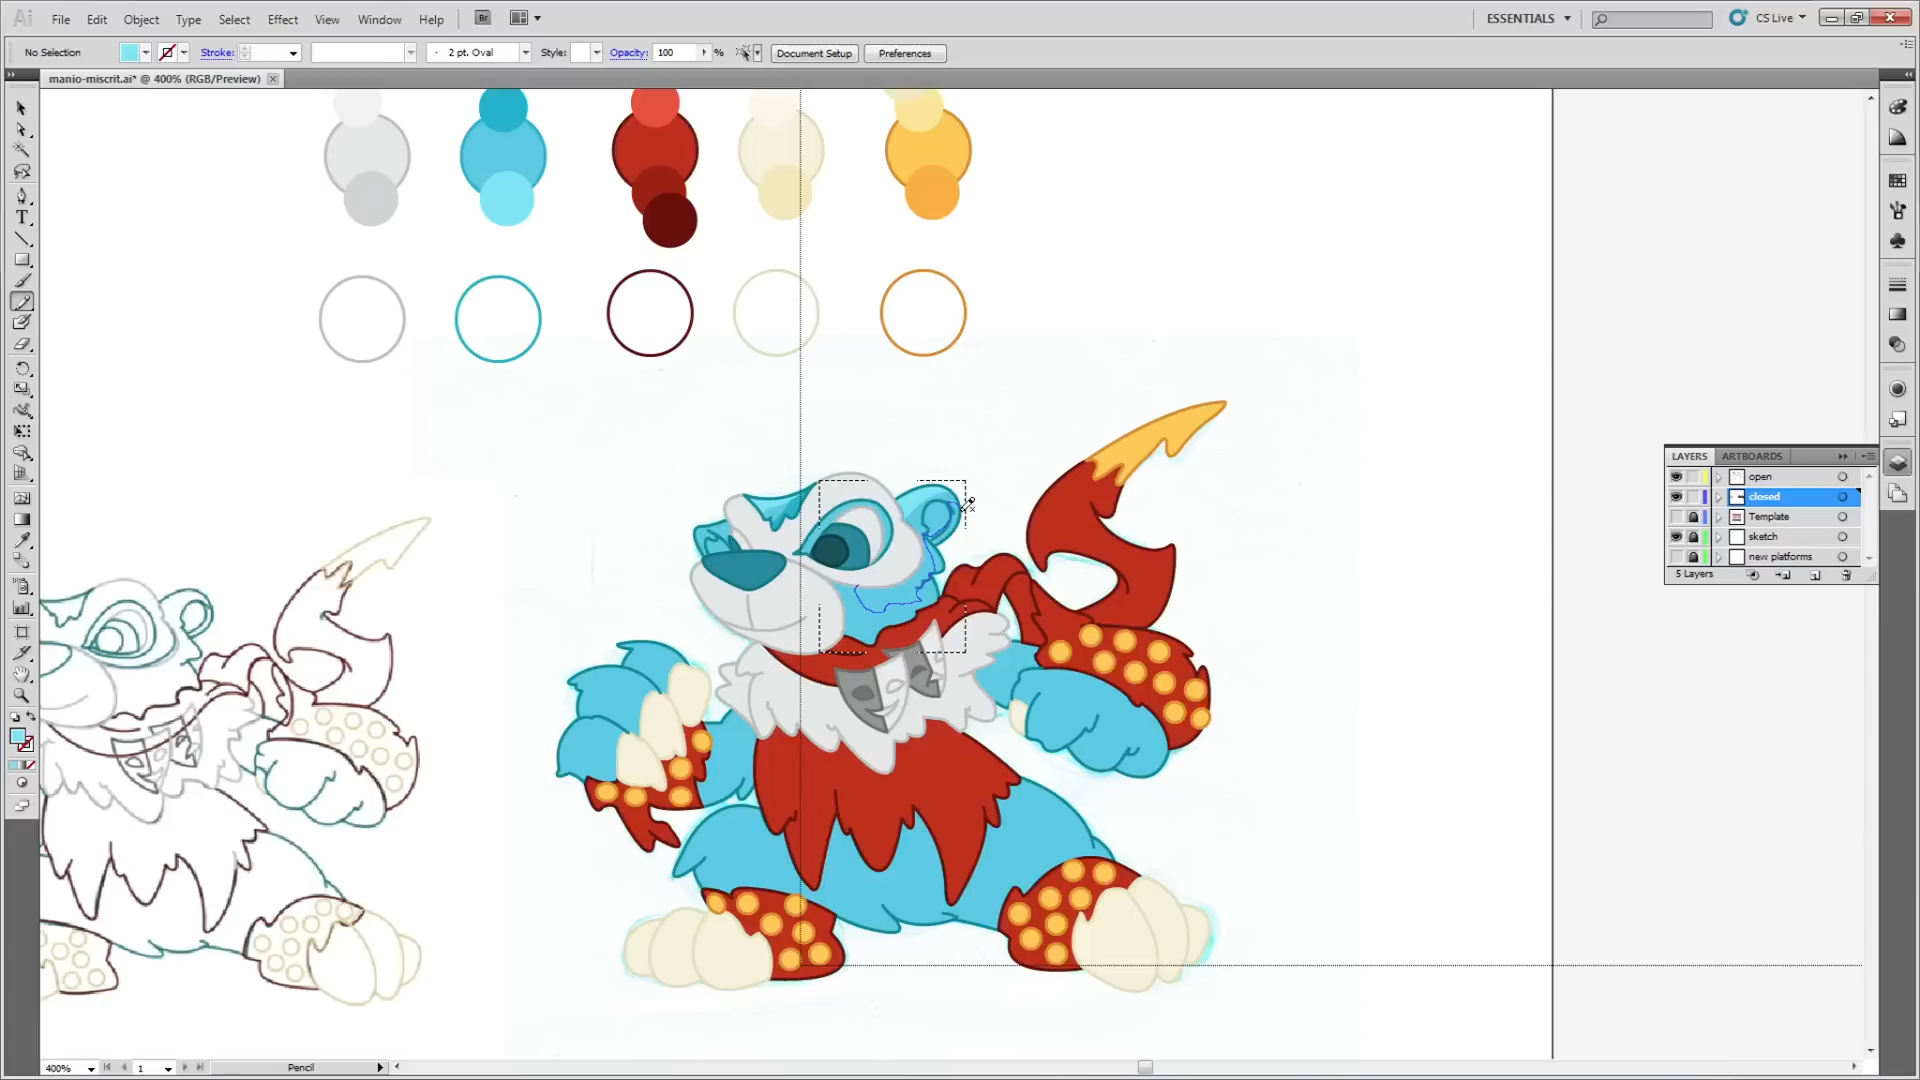 Ai File Edit Object Type Select Effect View Window Help Br ESSENTIALS CS Live
No Selection Stroke: 2 pt. Oval Style: Opacity: 100 % Document Setup Preferences
manio-miscrit.ai* @ 400% (RGB/Preview)
LAYERS ARTBOARDS
open
closed
Template
sketch
new platforms
5 Layers
400% 1 Pencil